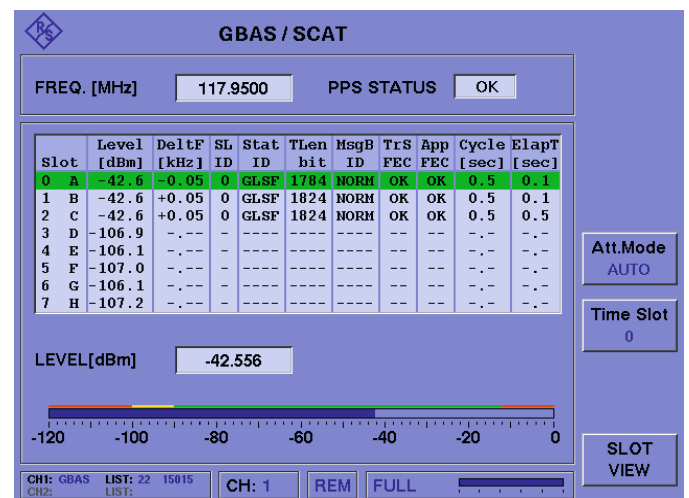 R&S
GBAS / SCAT
FREQ. [MHz] 117.9500 PPS STATUS OK
Level DeltF SL Stat TLen MsgB TrS App Cycle ElapT
Slot [dBm] [kHz] ID ID bit ID FEC FEC [sec] [sec]
0 A -42.6 -0.05 0 GLSF 1784 NORM OK OK 0.5 0.1
1 B -42.6 +0.05 0 GLSF 1824 NORM OK OK 0.5 0.1
2 C -42.6 +0.05 0 GLSF 1824 NORM OK OK 0.5 0.5
3 D -106.9 -.-- - ---- ---- ---- -- -- -.- -.-
4 E -106.1 -.-- - ---- ---- ---- -- -- -.- -.-
5 F -107.0 -.-- - ---- ---- ---- -- -- -.- -.-
6 G -106.1 -.-- - ---- ---- ---- -- -- -.- -.-
7 H -107.2 -.-- - ---- ---- ---- -- -- -.- -.-
Att.Mode
AUTO
Time Slot
0
LEVEL[dBm] -42.556
-120 -100 -80 -60 -40 -20 0
SLOT
VIEW
CH1: GBAS LIST: 22 15015
CH2: LIST:
CH: 1 REM FULL